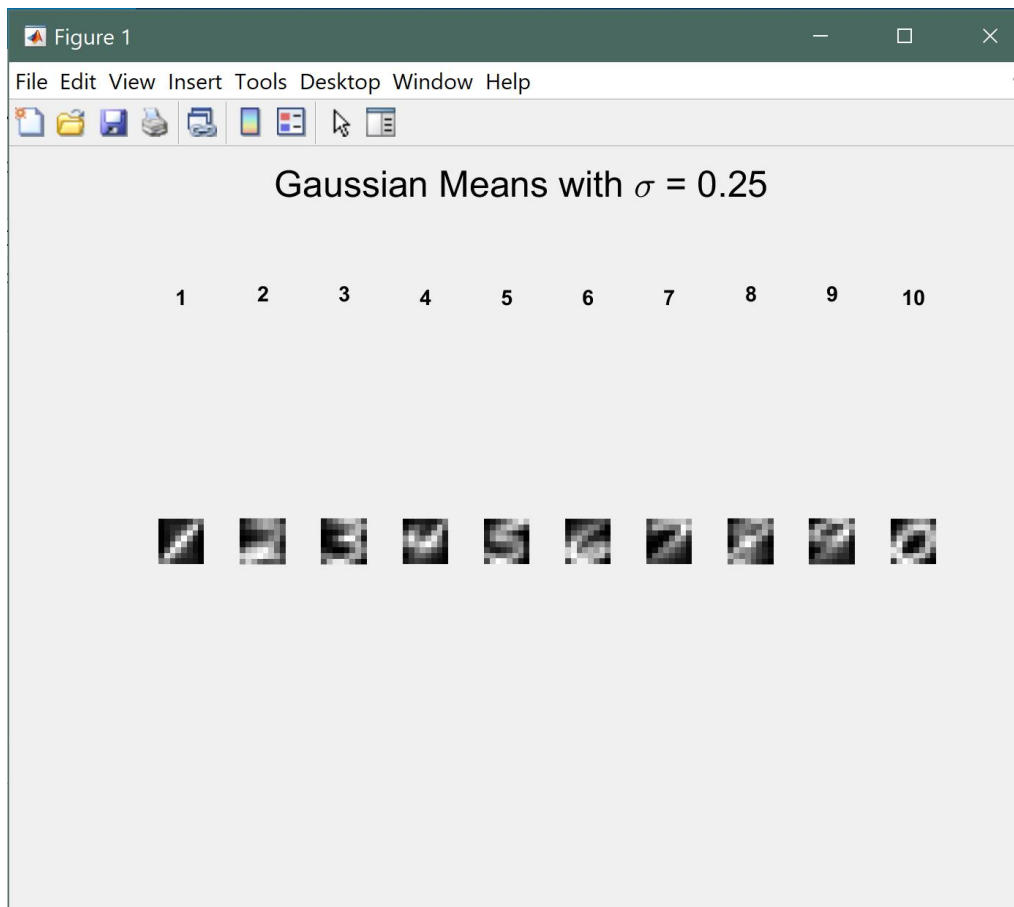 Figure 1
File Edit View Insert Tools Desktop Window Help
Gaussian Means with σ = 0.25
1 2 3 4 5 6 7 8 9 10